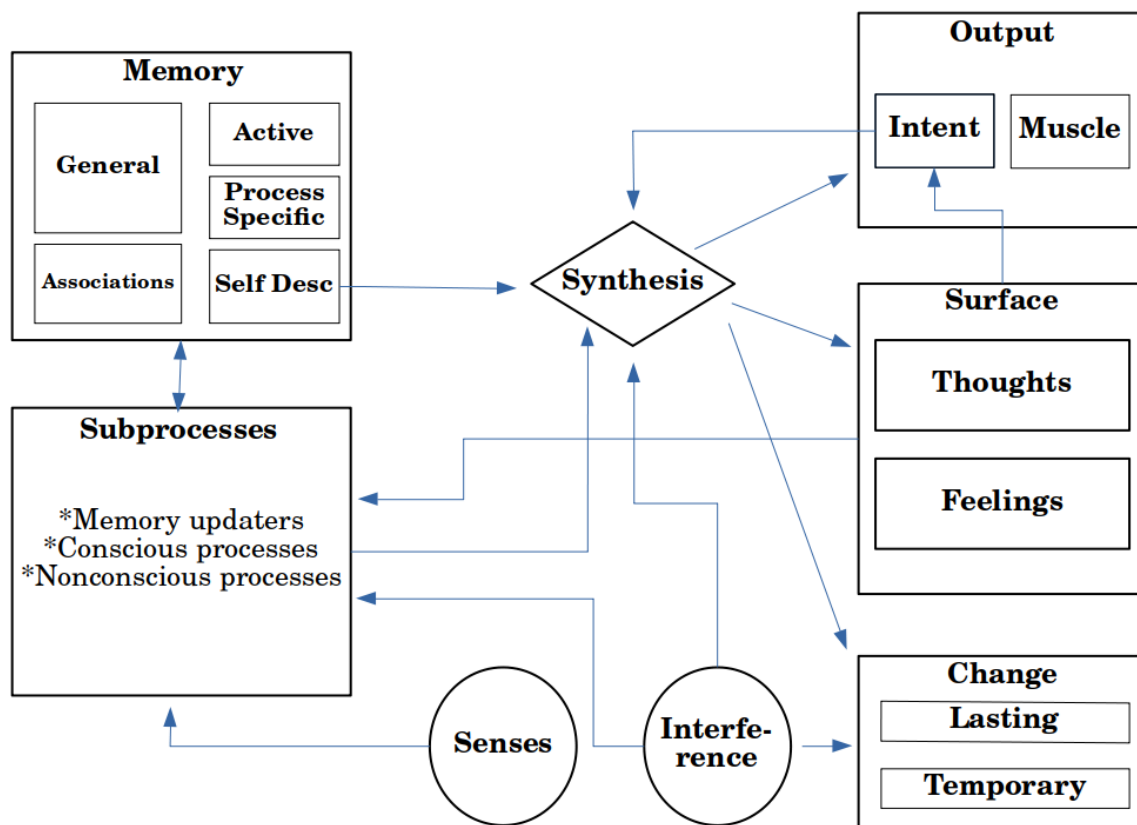 Memory
General
Active
Process
Specific
Associations
Self Desc
Subprocesses
*Memory updaters
*Conscious processes
*Nonconscious processes
Senses
Interfe-
rence
Synthesis
Output
Intent
Muscle
Surface
Thoughts
Feelings
Change
Lasting
Temporary